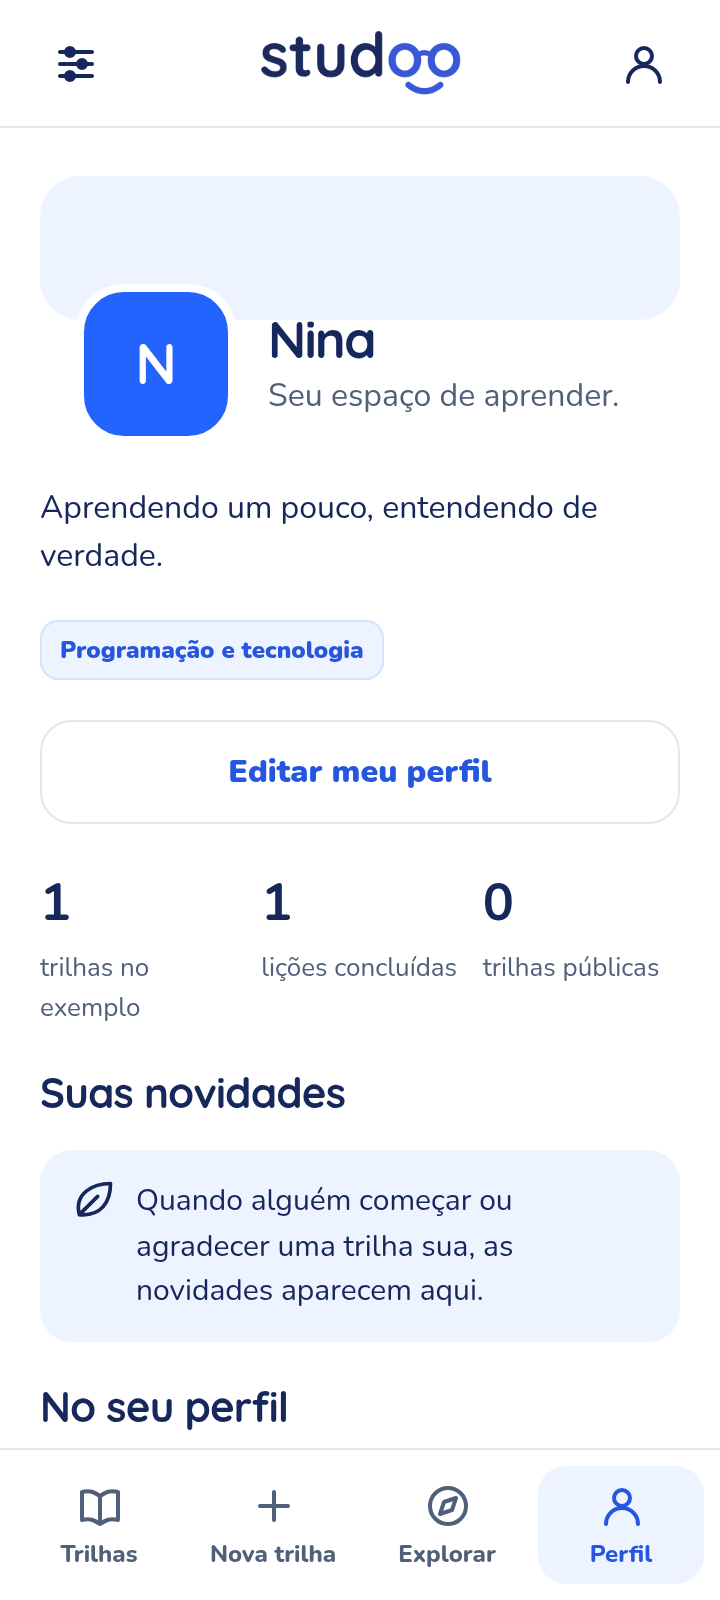 studoo
N
Nina
Seu espaço de aprender.
Aprendendo um pouco, entendendo de
verdade.
Programação e tecnologia
Editar meu perfil
1
trilhas no
exemplo
1
lições concluídas
0
trilhas públicas
Suas novidades
Quando alguém começar ou
agradecer uma trilha sua, as
novidades aparecem aqui.
No seu perfil
Trilhas
Nova trilha
Explorar
Perfil